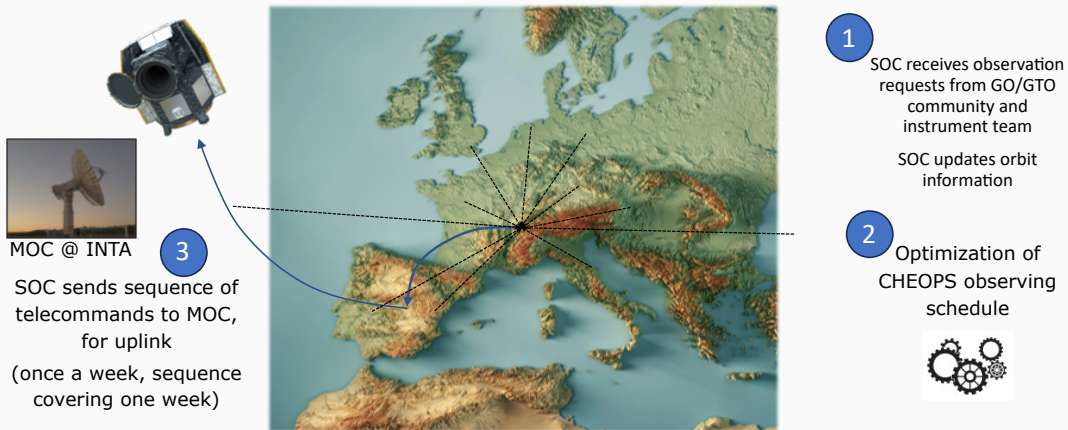 1
SOC receives observation
requests from GO/GTO
community and
instrument team
SOC updates orbit
information
2
Optimization of
CHEOPS observing
schedule
MOC @ INTA
3
SOC sends sequence of
telecommands to MOC,
for uplink
(once a week, sequence
covering one week)